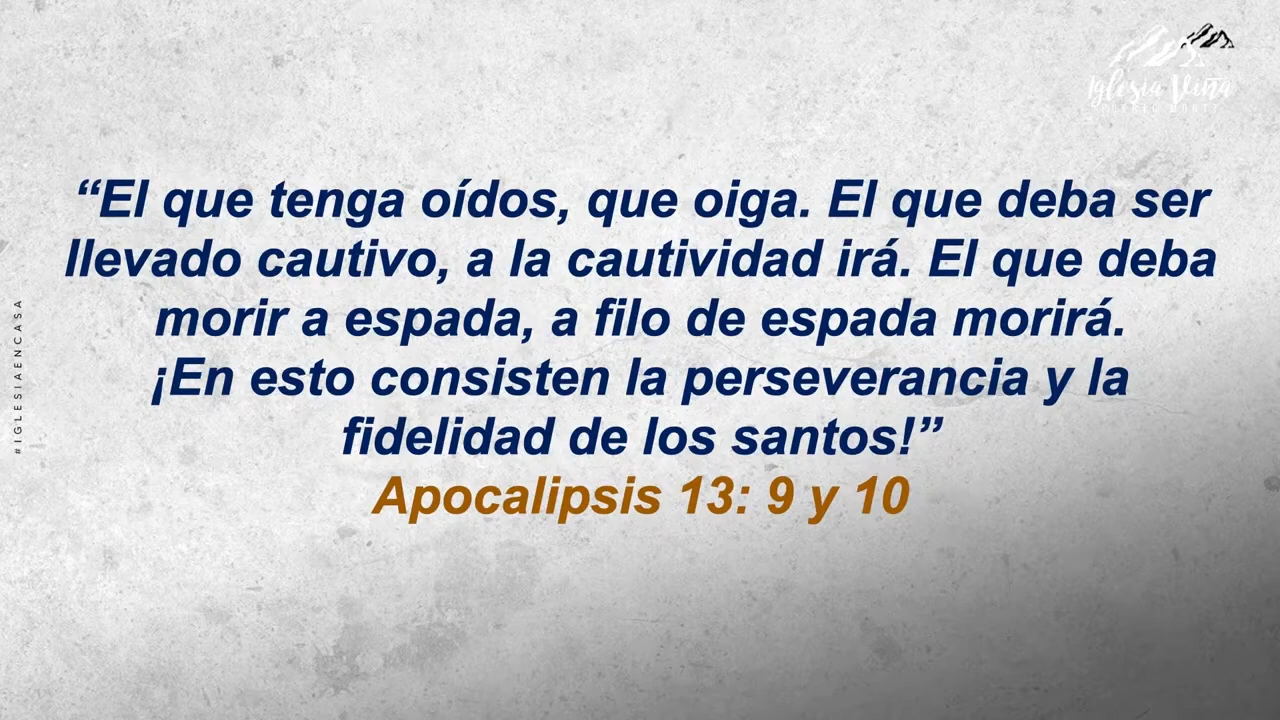 Iglesia Viña
#IGLESIAENCASA
“El que tenga oídos, que oiga. El que deba ser
llevado cautivo, a la cautividad irá. El que deba
morir a espada, a filo de espada morirá.
¡En esto consisten la perseverancia y la
fidelidad de los santos!”
Apocalipsis 13: 9 y 10